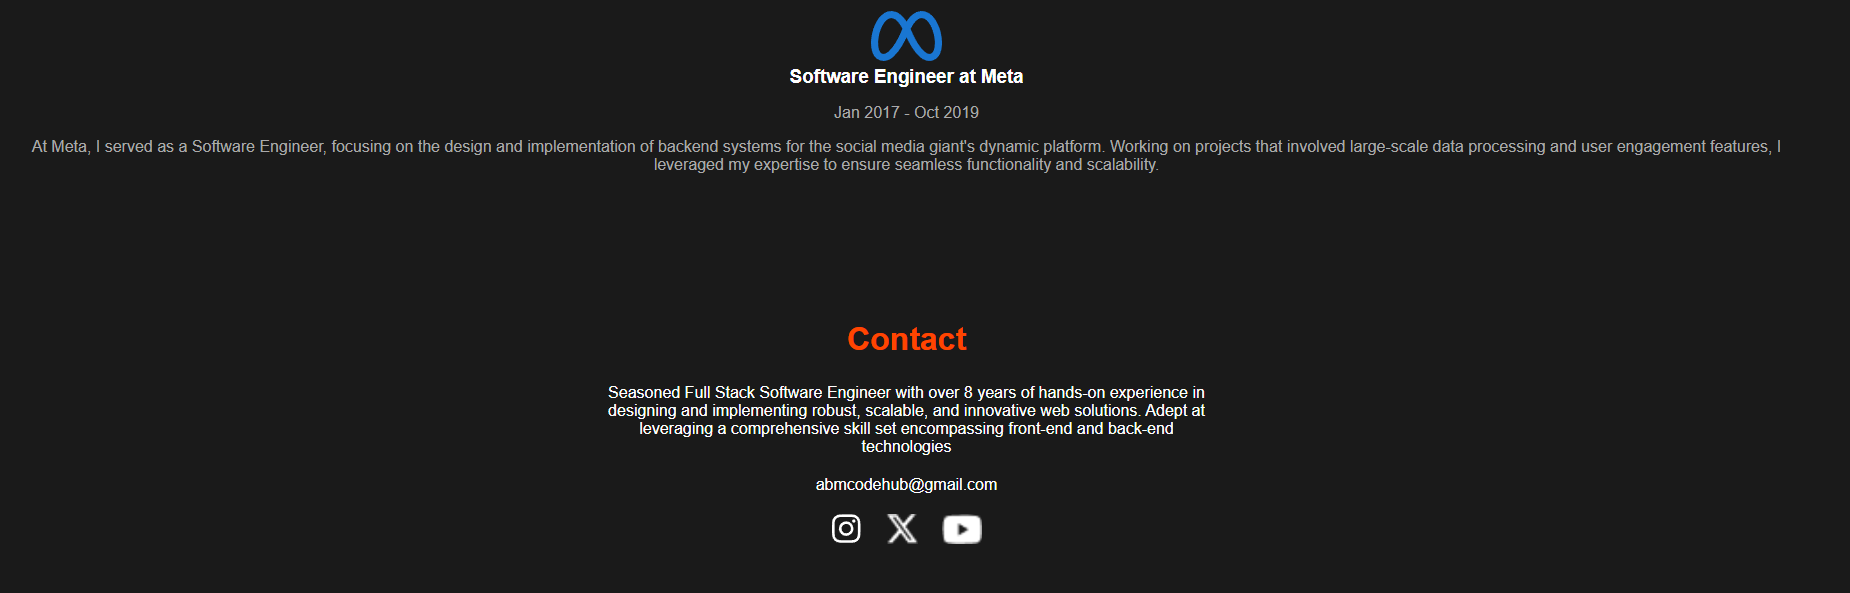 Software Engineer at Meta
Jan 2017 - Oct 2019
At Meta, I served as a Software Engineer, focusing on the design and implementation of backend systems for the social media giant's dynamic platform. Working on projects that involved large-scale data processing and user engagement features, I
leveraged my expertise to ensure seamless functionality and scalability.
Contact
Seasoned Full Stack Software Engineer with over 8 years of hands-on experience in
designing and implementing robust, scalable, and innovative web solutions. Adept at
leveraging a comprehensive skill set encompassing front-end and back-end
technologies
abmcodehub@gmail.com